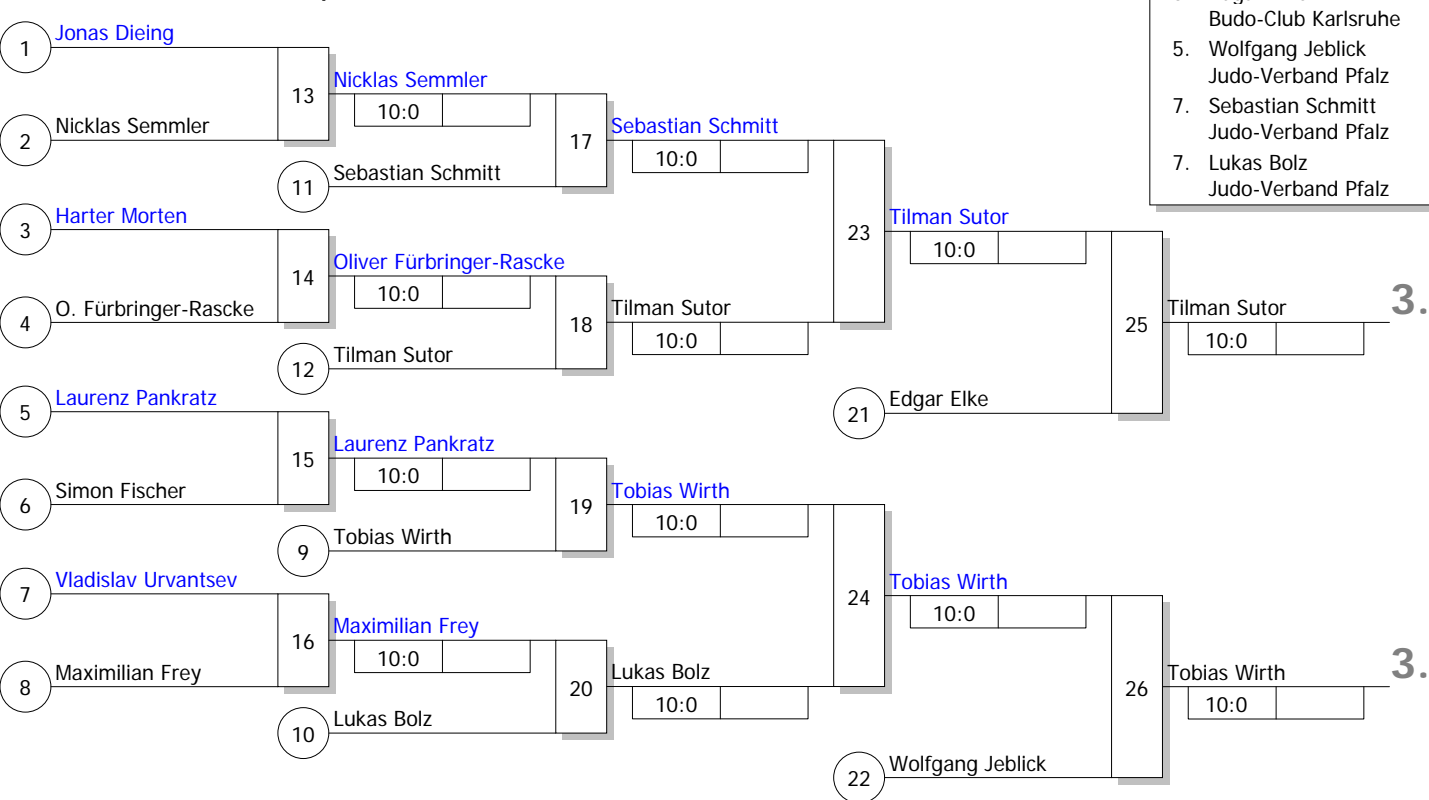 Budo-Club Karlsruhe
5. Wolfgang Jeblick
Judo-Verband Pfalz
7. Sebastian Schmitt
Judo-Verband Pfalz
7. Lukas Bolz
Judo-Verband Pfalz
1 Jonas Dieing
13
Nicklas Semmler
10:0
2 Nicklas Semmler
17
Sebastian Schmitt
10:0
11 Sebastian Schmitt
3 Harter Morten
23
Tilman Sutor
10:0
14
Oliver Fürbringer-Rascke
10:0
4 O. Fürbringer-Rascke
18
Tilman Sutor
10:0
12 Tilman Sutor
25
Tilman Sutor
10:0
3.
5 Laurenz Pankratz
21 Edgar Elke
15
Laurenz Pankratz
10:0
6 Simon Fischer
19
Tobias Wirth
10:0
9 Tobias Wirth
7 Vladislav Urvantsev
24
Tobias Wirth
10:0
16
Maximilian Frey
10:0
8 Maximilian Frey
20
Lukas Bolz
10:0
10 Lukas Bolz
26
Tobias Wirth
10:0
3.
22 Wolfgang Jeblick